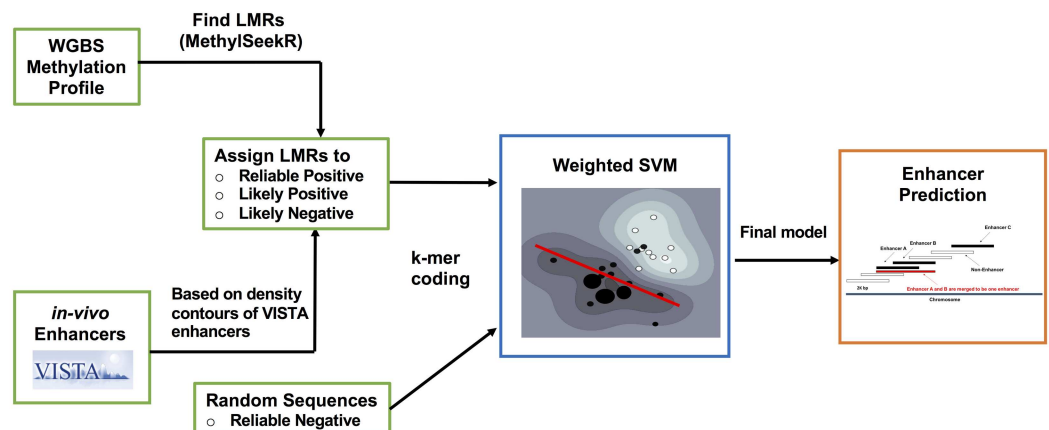 Find LMRs
(MethylSeekR)
WGBS
Methylation
Profile
Assign LMRs to
○ Reliable Positive
○ Likely Positive
○ Likely Negative
Based on density
contours of VISTA
enhancers
in-vivo
Enhancers
VISTA
Random Sequences
○ Reliable Negative
k-mer
coding
Weighted SVM
Final model
Enhancer
Prediction
Enhancer C
Enhancer B
Enhancer A
Non-Enhancer
2K bp
Enhancer A and B are merged to be one enhancer
Chromosome